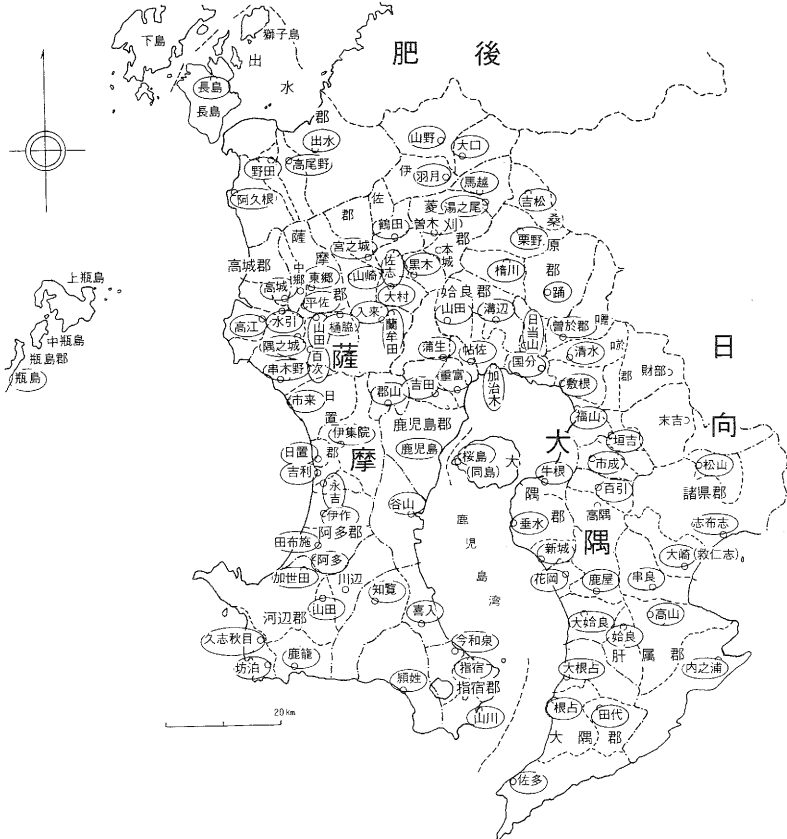 下島
獅子島
出水郡
肥後
長島
長島
出水
高尾野
野田
阿久根
山野
大口
伊
羽月
馬越
佐
菱
湯之尾
吉松
桑原郡
郡
鶴田
曽木
刈
郡
栗野
薩摩郡
宮之城
本城
黒木
佐志
高城郡
中郷
東郷
山崎
楢川
上瓶島
高城
平佐
大村
姶良郡
踊
高江
水引
山田
樋脇
入来
蘭牟田
山田
溝辺
日当山
曽於郡
囎唹郡
中瓶島
隅之城
百次
薩摩
蒲生
帖佐
国分
清水
日向
瓶島郡
瓶島
串木野
重富
加治木
敷根
財部
市来
日置郡
郡山
吉田
福山
末吉
伊集院
鹿児島郡
鹿児島
大隅
垣吉
日置
吉利
桜島
(同島)
大隅郡
牛根
市成
松山
永吉
百引
諸県郡
伊作
谷山
鹿児島湾
垂水
高隅
志布志
阿多郡
田布施
新城
大崎(救仁志)
阿多
加世田
川辺
知覧
花岡
鹿屋
串良
山田
喜入
河辺郡
大姶良
高山
久志秋目
今和泉
姶良
鹿籠
肝属郡
坊泊
指宿
大根占
内之浦
頴姓
指宿郡
根占
田代
山川
大隅郡
20km
佐多